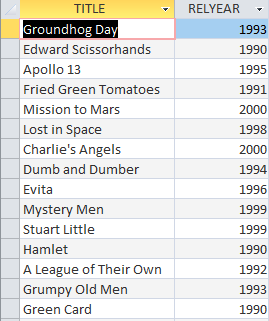 TITLE RELYEAR
Groundhog Day 1993
Edward Scissorhands 1990
Apollo 13 1995
Fried Green Tomatoes 1991
Mission to Mars 2000
Lost in Space 1998
Charlie's Angels 2000
Dumb and Dumber 1994
Evita 1996
Mystery Men 1999
Stuart Little 1999
Hamlet 1990
A League of Their Own 1992
Grumpy Old Men 1993
Green Card 1990